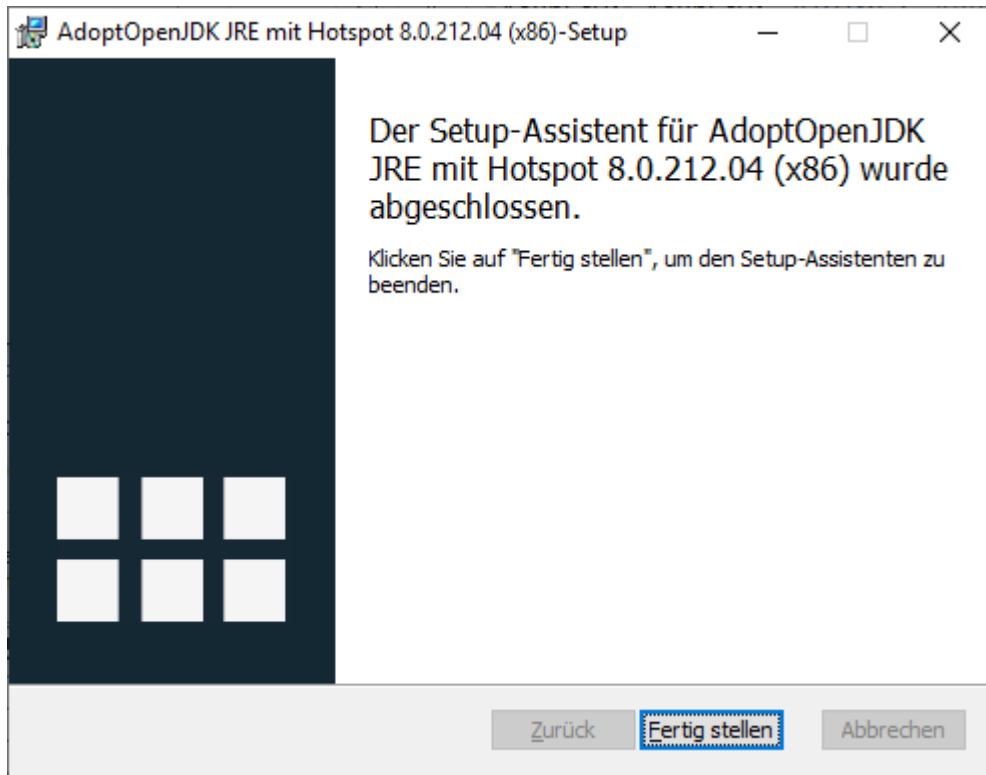 AdoptOpenJDK JRE mit Hotspot 8.0.212.04 (x86)-Setup
Der Setup-Assistent für AdoptOpenJDK
JRE mit Hotspot 8.0.212.04 (x86) wurde
abgeschlossen.
Klicken Sie auf "Fertig stellen", um den Setup-Assistenten zu
beenden.
Zurück Fertig stellen Abbrechen